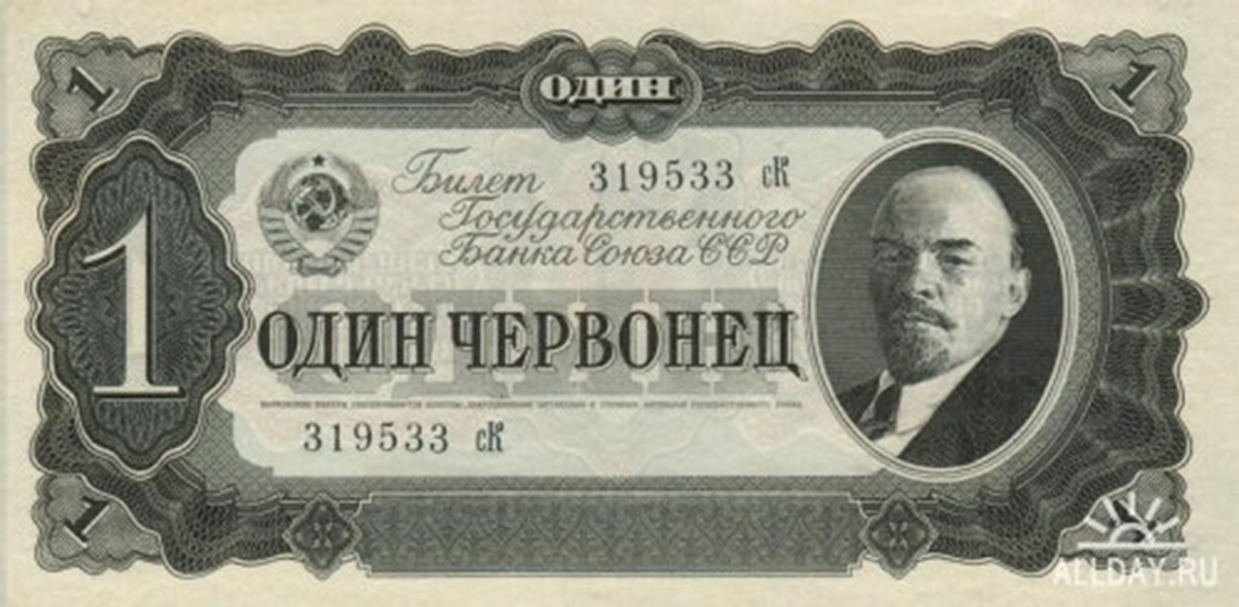 1
ОДИН
1
Билет 319533 сК
Государственного
Банка Союза ССР
1
ОДИН ЧЕРВОНЕЦ
319533 сК
1
ALLDAY.RU